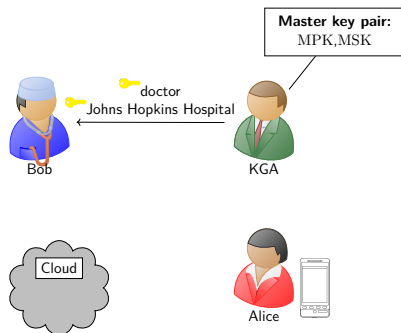 Master key pair:
MPK,MSK
doctor
Johns Hopkins Hospital
Bob
KGA
Cloud
Alice